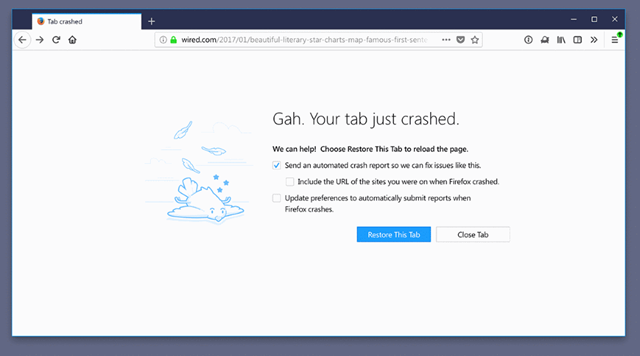 Tab crashed
wired.com/2017/01/beautiful-literary-star-charts-map-famous-first-sent
Gah. Your tab just crashed.
We can help! Choose Restore This Tab to reload the page.
Send an automated crash report so we can fix issues like this.
Include the URL of the sites you were on when Firefox crashed.
Update preferences to automatically submit reports when
Firefox crashes.
Restore This Tab
Close Tab